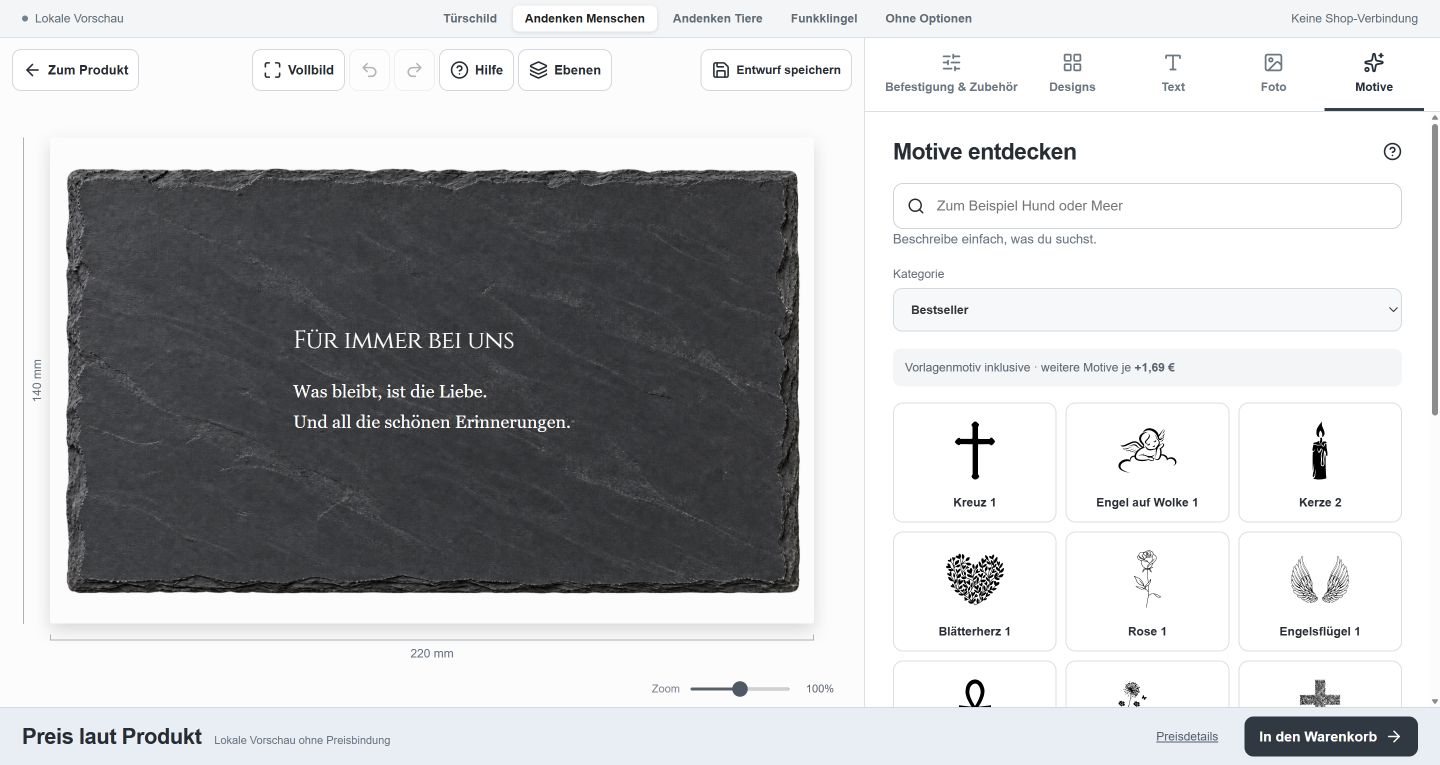 Lokale Vorschau
Türschild
Andenken Menschen
Andenken Tiere
Funkklingel
Ohne Optionen
Keine Shop-Verbindung
Zum Produkt
Vollbild
Hilfe
Ebenen
Entwurf speichern
Befestigung & Zubehör
Designs
Text
Foto
Motive
Für immer bei uns
Was bleibt, ist die Liebe.
Und all die schönen Erinnerungen.
140 mm
220 mm
Zoom
100%
Motive entdecken
Zum Beispiel Hund oder Meer
Beschreibe einfach, was du suchst.
Kategorie
Bestseller
Vorlagenmotiv inklusive · weitere Motive je +1,69 €
Kreuz 1
Engel auf Wolke 1
Kerze 2
Blätterherz 1
Rose 1
Engelsflügel 1
Preis laut Produkt
Lokale Vorschau ohne Preisbindung
Preisdetails
In den Warenkorb